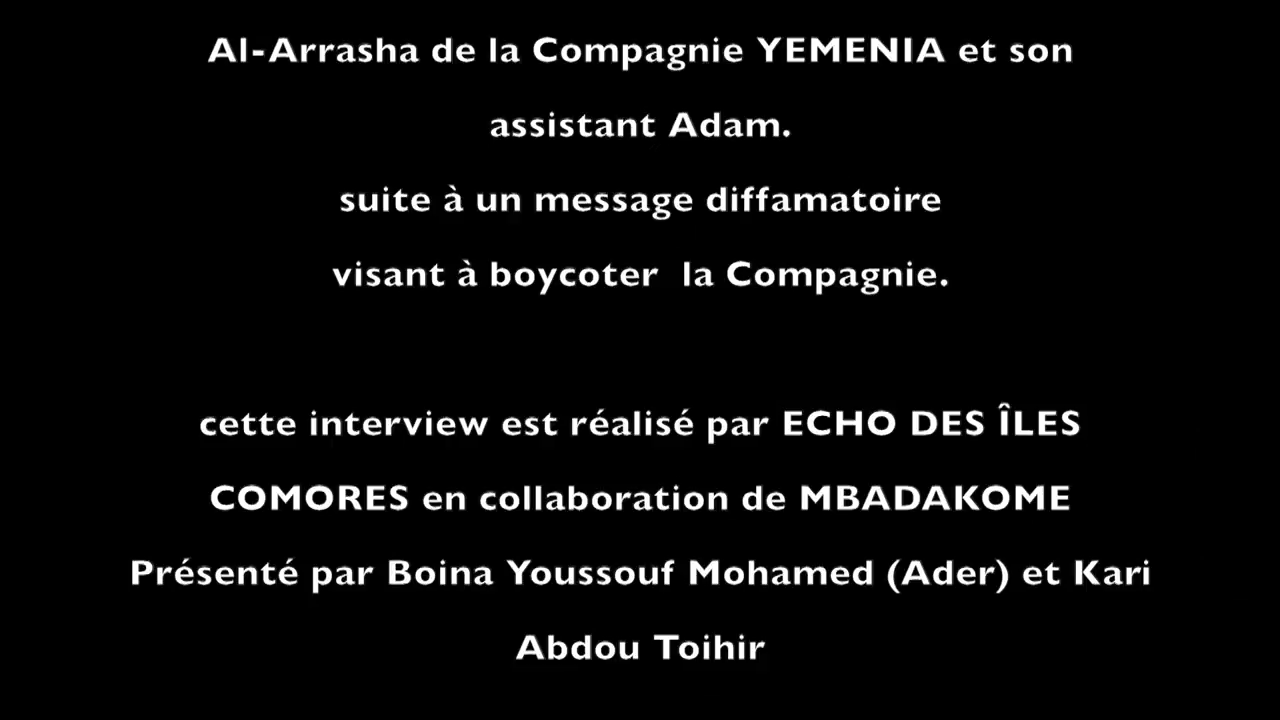 Al-Arrasha de la Compagnie YEMENIA et son
assistant Adam.
suite à un message diffamatoire
visant à boycoter  la Compagnie.
cette interview est réalisé par ECHO DES ÎLES
COMORES en collaboration de MBADAKOME
Présenté par Boina Youssouf Mohamed (Ader) et Kari
Abdou Toihir